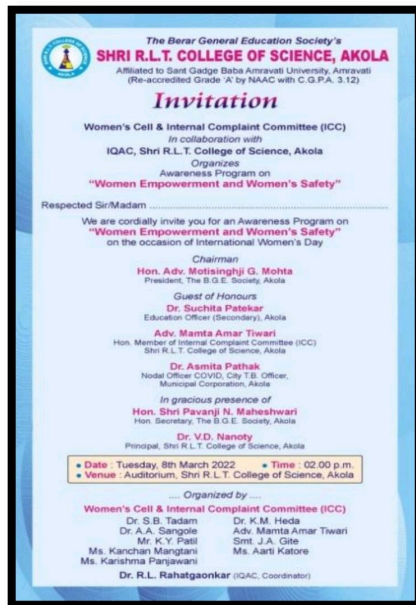 SHRI R.L.T. COLLEGE OF SCIENCE
AKOLA
The Berar General Education Society's
SHRI R.L.T. COLLEGE OF SCIENCE, AKOLA
Affiliated to Sant Gadge Baba Amravati University, Amravati
(Re-accredited Grade 'A' by NAAC with C.G.P.A. 3.12)
Invitation
Women's Cell & Internal Complaint Committee (ICC)
In collaboration with
IQAC, Shri R.L.T. College of Science, Akola
Organizes
Awareness Program on
"Women Empowerment and Women's Safety"
Respected Sir/Madam ........................................................................
We are cordially invite you for an Awareness Program on
"Women Empowerment and Women's Safety"
on the occasion of International Women's Day
Chairman
Hon. Adv. Motisinghji G. Mohta
President, The B.G.E. Society, Akola
Guest of Honours
Dr. Suchita Patekar
Education Officer (Secondary), Akola
Adv. Mamta Amar Tiwari
Hon. Member of Internal Complaint Committee (ICC)
Shri R.L.T. College of Science, Akola
Dr. Asmita Pathak
Nodal Officer COVID, City T.B. Officer,
Municipal Corporation, Akola
In gracious presence of
Hon. Shri Pavanji N. Maheshwari
Hon. Secretary, The B.G.E. Society, Akola
Dr. V.D. Nanoty
Principal, Shri R.L.T. College of Science, Akola
• Date : Tuesday, 8th March 2022 • Time : 02.00 p.m.
• Venue : Auditorium, Shri R.L.T. College of Science, Akola
.... Organized by ....
Women's Cell & Internal Complaint Committee (ICC)
Dr. S.B. Tadam Dr. K.M. Heda
Dr. A.A. Sangole Adv. Mamta Amar Tiwari
Mr. K.Y. Patil Smt. J.A. Gite
Ms. Kanchan Mangtani Ms. Aarti Katore
Ms. Karishma Panjawani
Dr. R.L. Rahatgaonkar (IQAC, Coordinator)